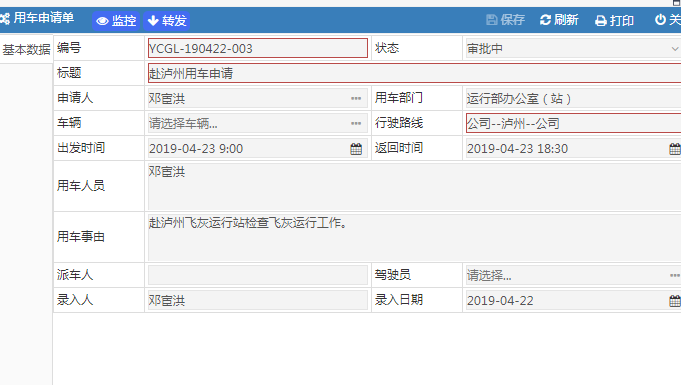 用车申请单 监控 转发 保存 刷新 打印 关
基本数据
编号 YCGL-190422-003 状态 审批中
标题 赴泸州用车申请
申请人 邓宦洪 用车部门 运行部办公室（站）
车辆 请选择车辆... 行驶路线 公司--泸州--公司
出发时间 2019-04-23 9:00 返回时间 2019-04-23 18:30
用车人员 邓宦洪
用车事由 赴泸州飞灰运行站检查飞灰运行工作。
派车人 驾驶员 请选择...
录入人 邓宦洪 录入日期 2019-04-22